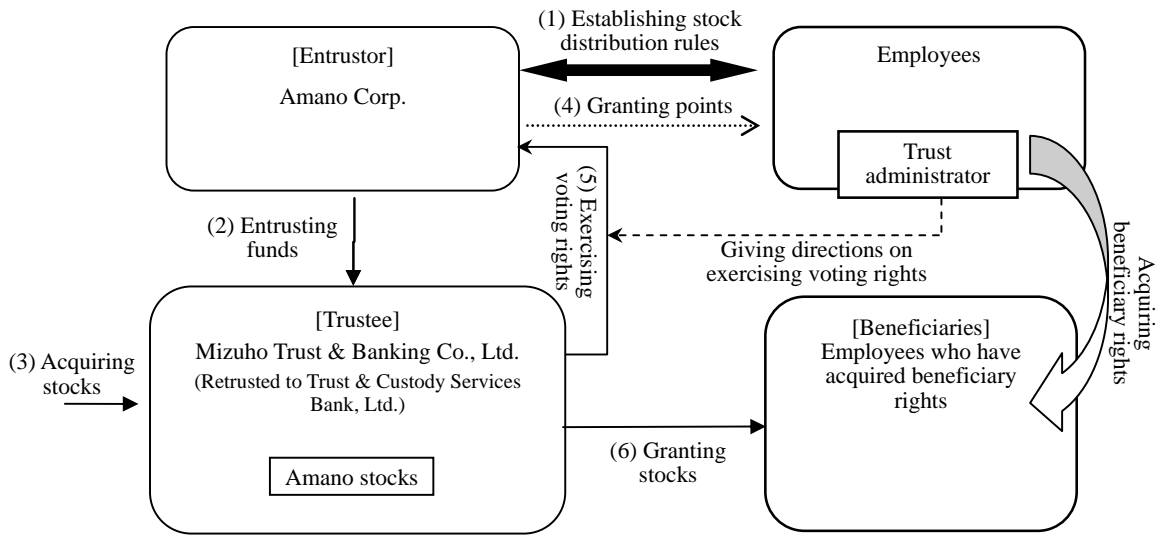 (1) Establishing stock
distribution rules
[Entrustor]
Amano Corp.
Employees
(4) Granting points
Trust
administrator
(5) Exercising
voting rights
(2) Entrusting
funds
Giving directions on
exercising voting rights
Acquiring
beneficiary rights
[Trustee]
Mizuho Trust & Banking Co., Ltd.
(Retrusted to Trust & Custody Services
Bank, Ltd.)
Amano stocks
(3) Acquiring
stocks
[Beneficiaries]
Employees who have
acquired beneficiary
rights
(6) Granting
stocks